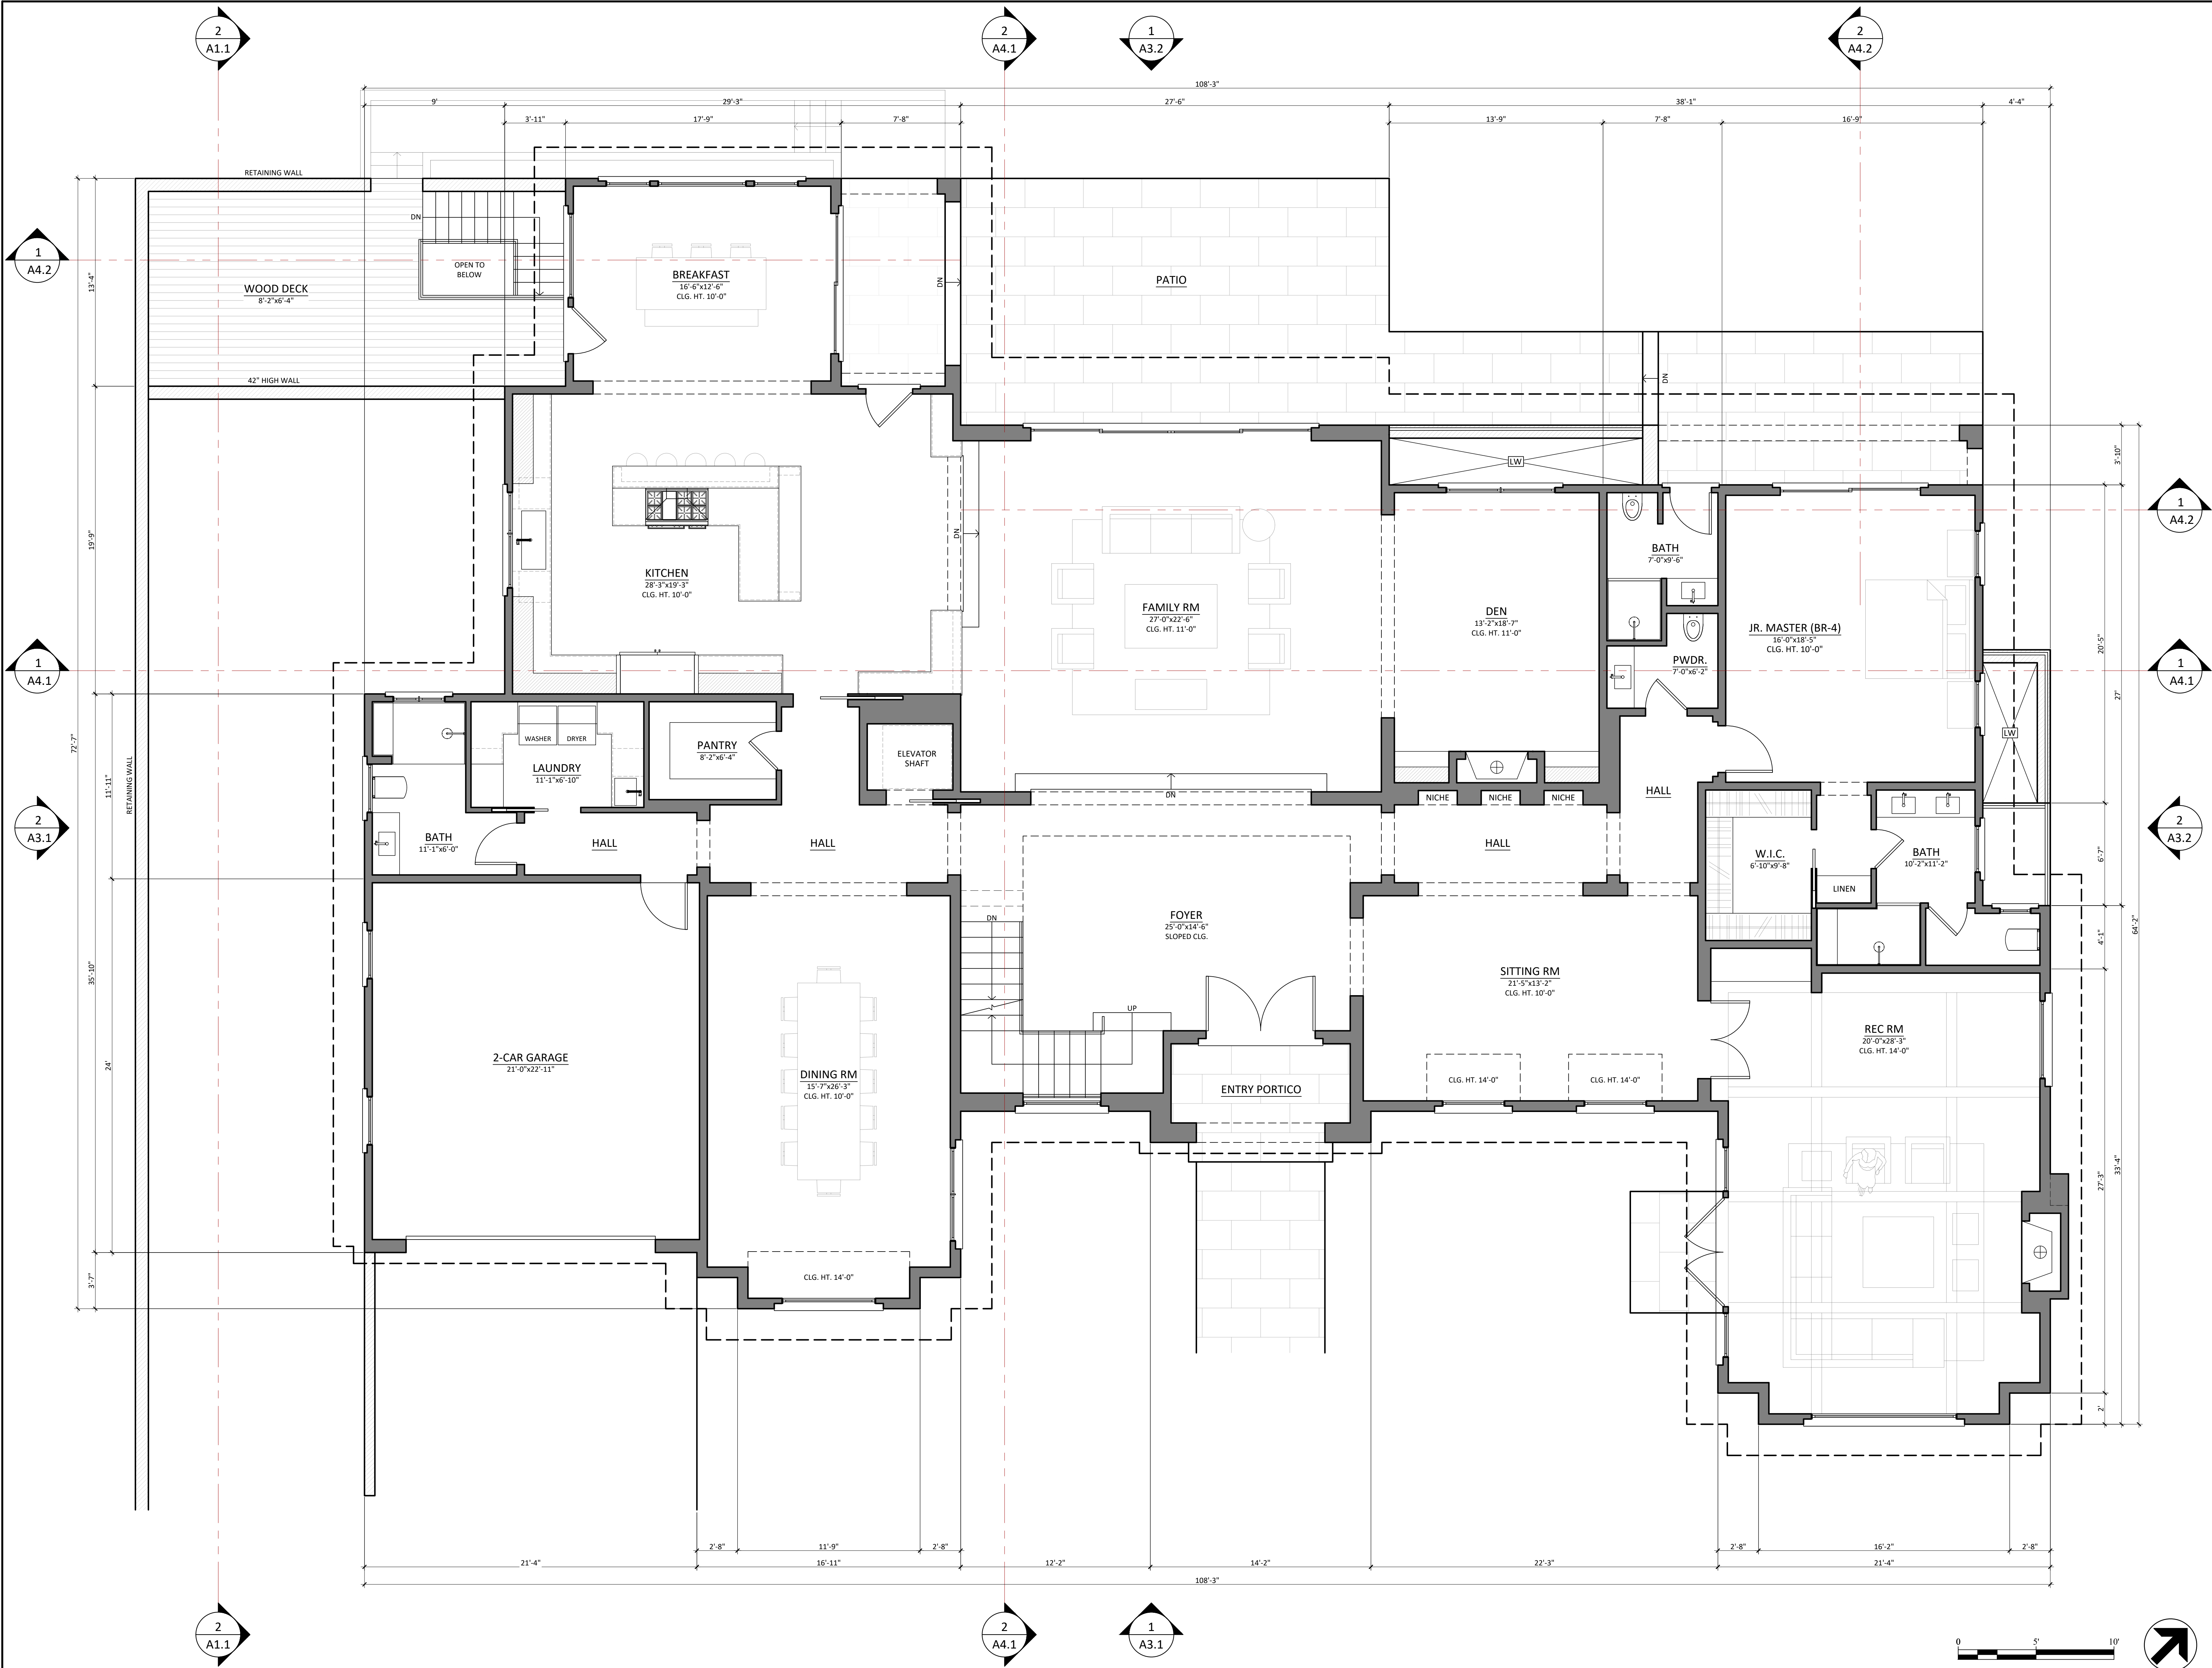 2
A1.1
2
A4.1
1
A3.2
2
A4.2
108'-3"
9'
29'-3"
27'-6"
38'-1"
4'-4"
3'-11"
17'-9"
7'-8"
13'-9"
7'-8"
16'-9"
RETAINING WALL
DN
OPEN TO
BELOW
WOOD DECK
8'-2"x6'-4"
42" HIGH WALL
BREAKFAST
16'-6"x12'-6"
CLG. HT. 10'-0"
DN
PATIO
DN
1
A4.2
13'-4"
19'-9"
72'-7"
RETAINING WALL
11'-11"
35'-10"
24'
3'-7"
1
A4.1
2
A3.1
KITCHEN
28'-3"x19'-3"
CLG. HT. 10'-0"
DN
FAMILY RM
27'-0"x22'-6"
CLG. HT. 11'-0"
LW
DEN
13'-2"x18'-7"
CLG. HT. 11'-0"
BATH
7'-0"x9'-6"
PWDR.
7'-0"x6'-2"
JR. MASTER (BR-4)
16'-0"x18'-5"
CLG. HT. 10'-0"
LW
3'-10"
20'-5"
27'
6'-7"
4'-1"
64'-2"
33'-4"
27'-3"
2'
1
A4.2
1
A4.1
2
A3.2
WASHER
DRYER
LAUNDRY
11'-1"x6'-10"
PANTRY
8'-2"x6'-4"
ELEVATOR
SHAFT
BATH
11'-1"x6'-0"
HALL
HALL
DN
NICHE
NICHE
NICHE
HALL
HALL
W.I.C.
6'-10"x9'-8"
LINEN
BATH
10'-2"x11'-2"
DN
FOYER
25'-0"x14'-6"
SLOPED CLG.
UP
SITTING RM
21'-5"x13'-2"
CLG. HT. 10'-0"
CLG. HT. 14'-0"
CLG. HT. 14'-0"
REC RM
20'-0"x28'-3"
CLG. HT. 14'-0"
2-CAR GARAGE
21'-0"x22'-11"
DINING RM
15'-7"x26'-3"
CLG. HT. 10'-0"
CLG. HT. 14'-0"
ENTRY PORTICO
2'-8"
11'-9"
2'-8"
2'-8"
16'-2"
2'-8"
21'-4"
16'-11"
12'-2"
14'-2"
22'-3"
21'-4"
108'-3"
2
A1.1
2
A4.1
1
A3.1
0
5'
10'